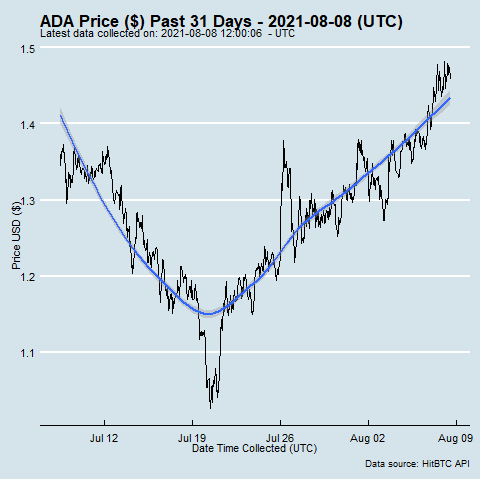 ADA Price ($) Past 31 Days - 2021-08-08 (UTC)
Latest data collected on: 2021-08-08 12:00:06 - UTC
1.5
1.4
1.3
1.2
1.1
Price USD ($)
Jul 12 Jul 19 Jul 26 Aug 02 Aug 09
Date Time Collected (UTC)
Data source: HitBTC API